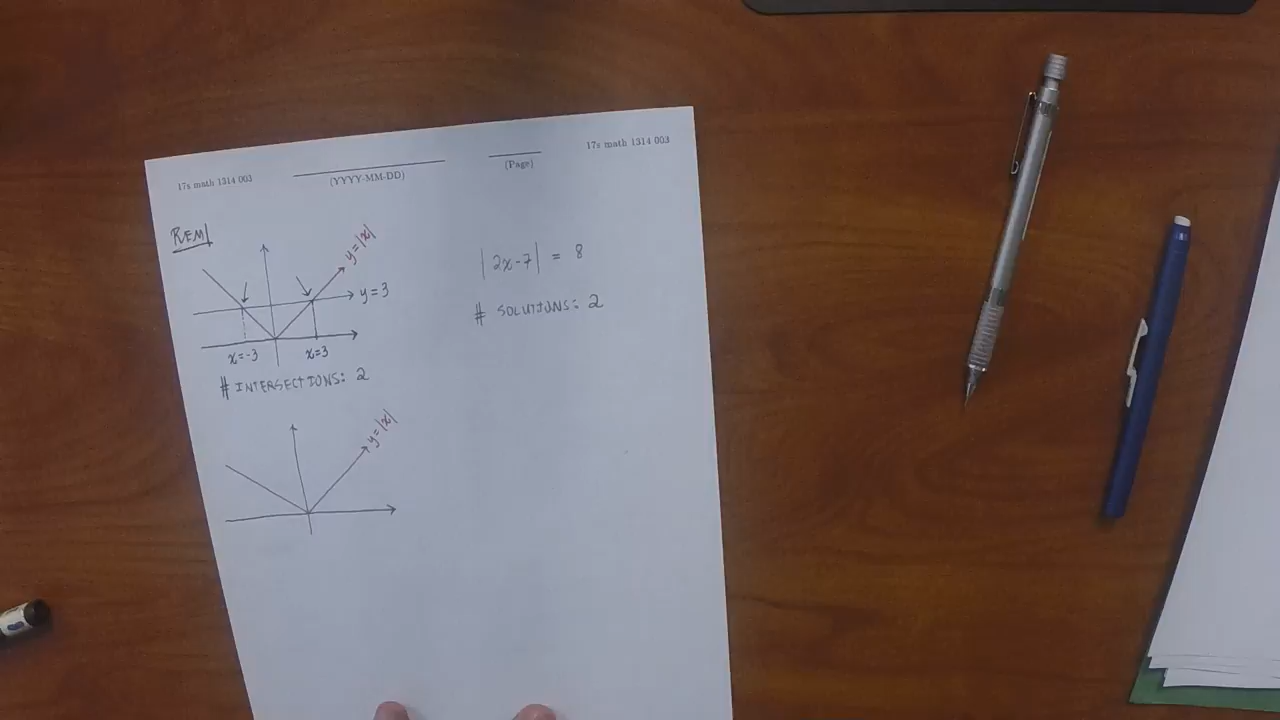 17s math 1314 003
(YYYY-MM-DD)
(Page)
17s math 1314 003
REM
y=|x|
y=3
x=-3
x=3
# INTERSECTIONS: 2
y=|x|
|2x-7| = 8
# SOLUTIONS: 2